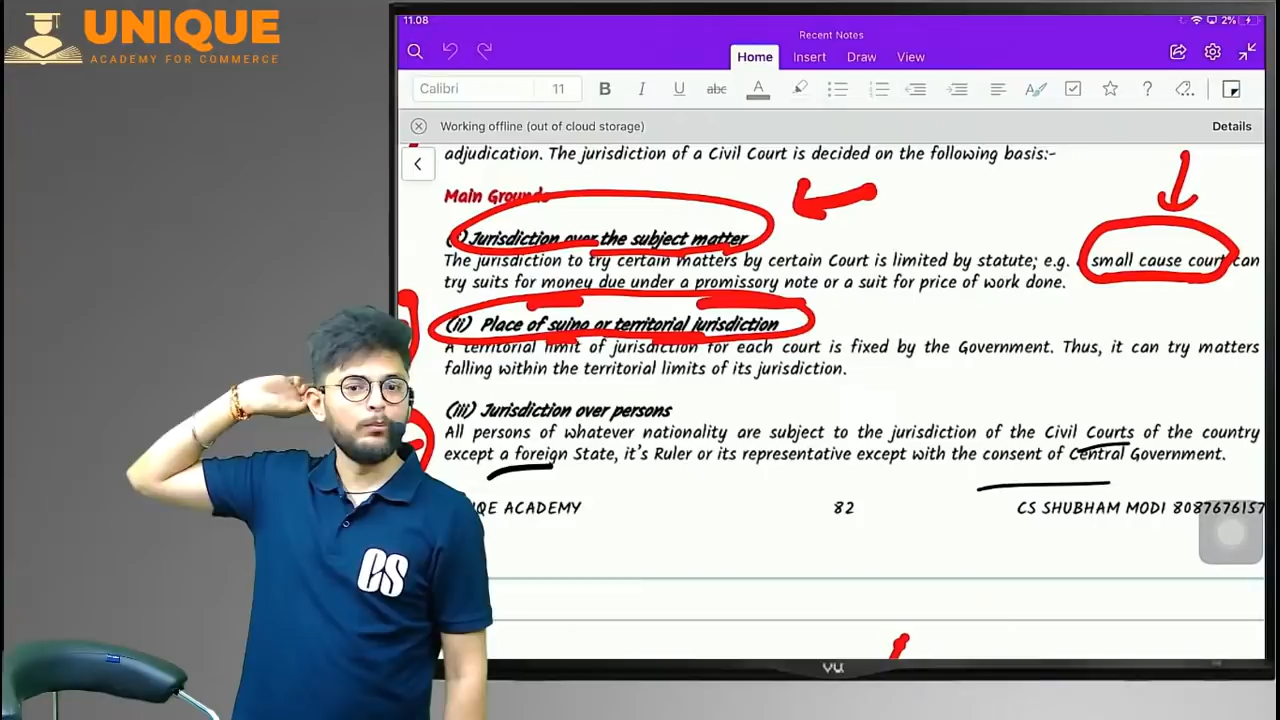 UNIQUE
ACADEMY FOR COMMERCE
11.08
2%
Recent Notes
Home Insert Draw View
Calibri 11 B I U abc A
Working offline (out of cloud storage) Details
adjudication. The jurisdiction of a Civil Court is decided on the following basis:-
Main Grounds
(i) Jurisdiction over the subject matter
The jurisdiction to try certain matters by certain Court is limited by statute; e.g. small cause court can
try suits for money due under a promissory note or a suit for price of work done.
(ii) Place of suing or territorial jurisdiction
A territorial limit of jurisdiction for each court is fixed by the Government. Thus, it can try matters
falling within the territorial limits of its jurisdiction.
(iii) Jurisdiction over persons
All persons of whatever nationality are subject to the jurisdiction of the Civil Courts of the country
except a foreign State, it's Ruler or its representative except with the consent of Central Government.
QE ACADEMY 82 CS SHUBHAM MODI 8087676157
CS
VU